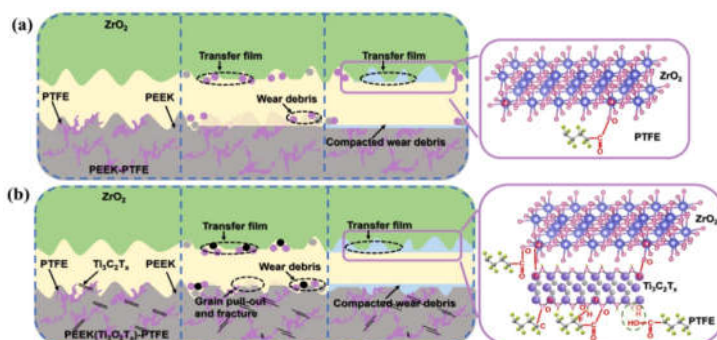 (a)
ZrO₂
Transfer film
Transfer film
PTFE
PEEK
Wear debris
Compacted wear debris
PEEK-PTFE
ZrO₂
O
O
C
O
PTFE
(b)
ZrO₂
Transfer film
Transfer film
PTFE
Ti₃C₂Tₓ
PEEK
Wear debris
Grain pull-out
and fracture
Compacted wear debris
PEEK(Ti₃C₂Tₓ)-PTFE
ZrO₂
Ti₃C₂Tₓ
PTFE
HO